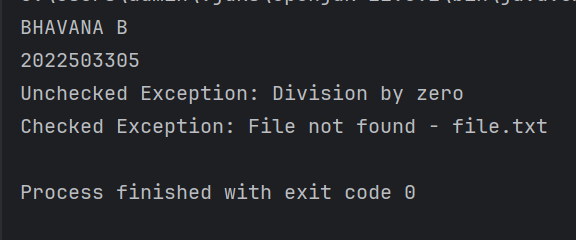 BHAVANA B
2022503305
Unchecked Exception: Division by zero
Checked Exception: File not found - file.txt
Process finished with exit code 0